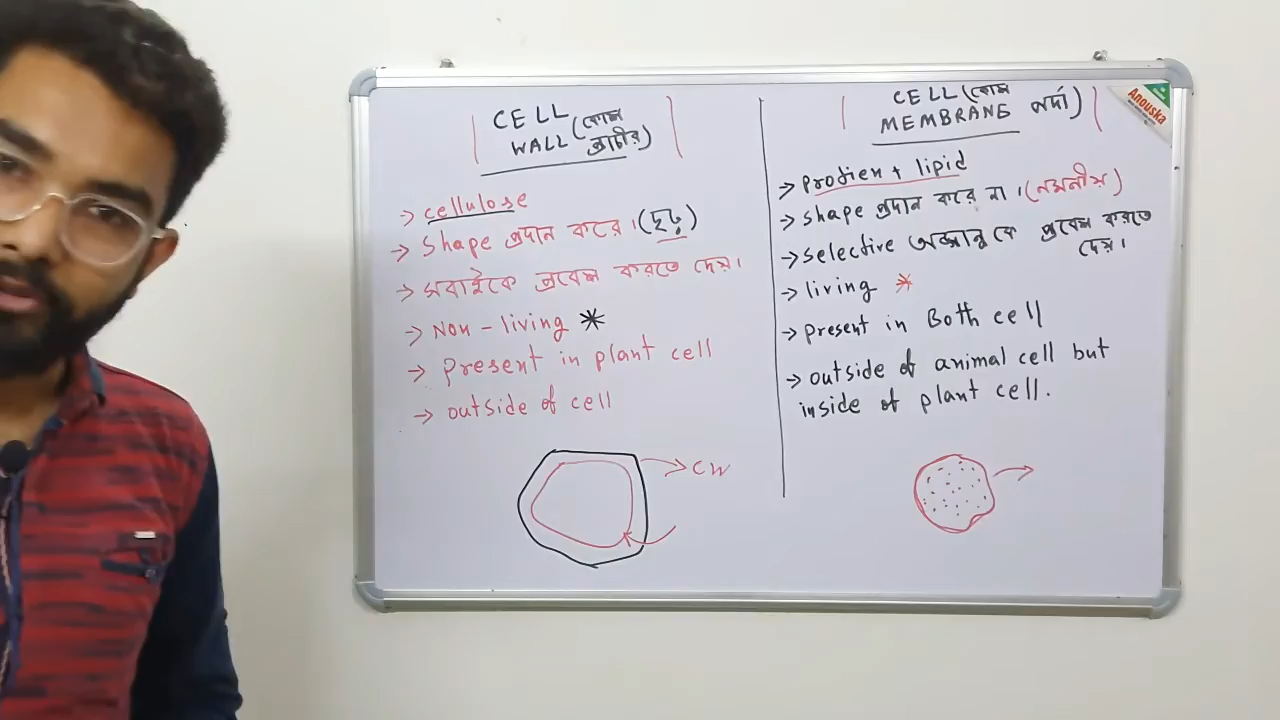 CELL
WALL (কোষ
প্রাচীর)
→ cellulose
→ shape প্রদান করে। (দৃঢ়)
→ সবাইকে প্রবেশ করতে দেয়।
→ Non - living *
→ present in plant cell
→ outside of cell
→ CW
CELL (কোষ
MEMBRANE পর্দা)
→ protien + lipid
→ shape প্রদান করে না। (নমনীয়)
→ selective অনুকে প্রবেশ করতে
দেয়।
→ living *
→ present in Both cell
→ outside of animal cell but
inside of plant cell.
Anouska